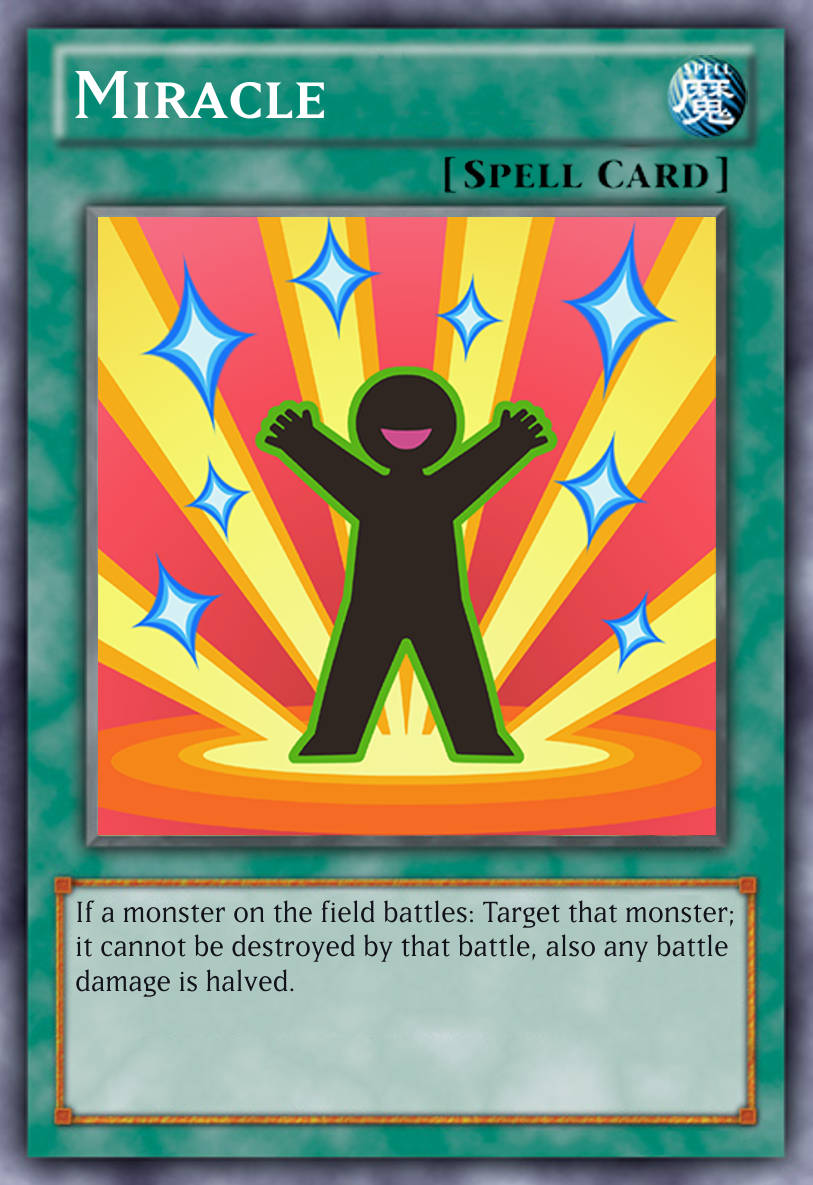 Miracle
SPELL
魔
[Spell Card]
If a monster on the field battles: Target that monster;
it cannot be destroyed by that battle, also any battle
damage is halved.